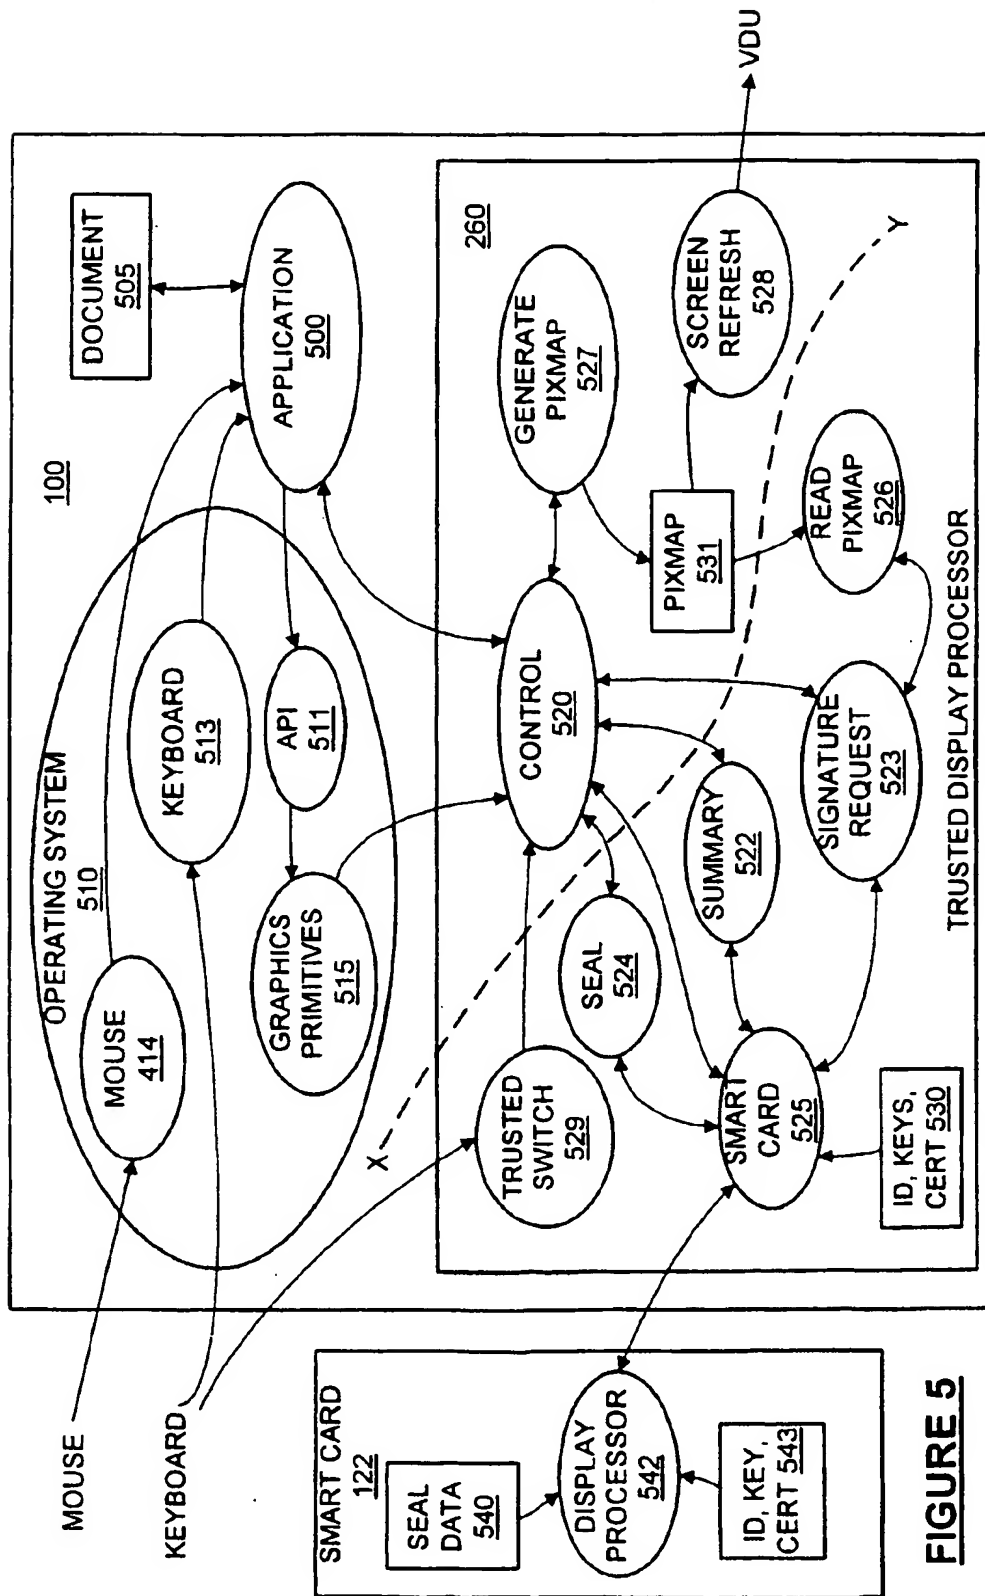 MOUSE
KEYBOARD
SMART CARD
122
SEAL
DATA
540
DISPLAY
PROCESSOR
542
ID, KEY,
CERT 543
FIGURE 5
100
OPERATING SYSTEM
510
MOUSE
414
KEYBOARD
513
API
511
GRAPHICS
PRIMITIVES
515
DOCUMENT
505
APPLICATION
500
X
Y
260
TRUSTED
SWITCH
529
CONTROL
520
GENERATE
PIXMAP
527
PIXMAP
531
SCREEN
REFRESH
528
VDU
SEAL
524
SUMMARY
522
SIGNATURE
REQUEST
523
READ
PIXMAP
526
SMART
CARD
525
ID, KEYS,
CERT 530
TRUSTED DISPLAY PROCESSOR